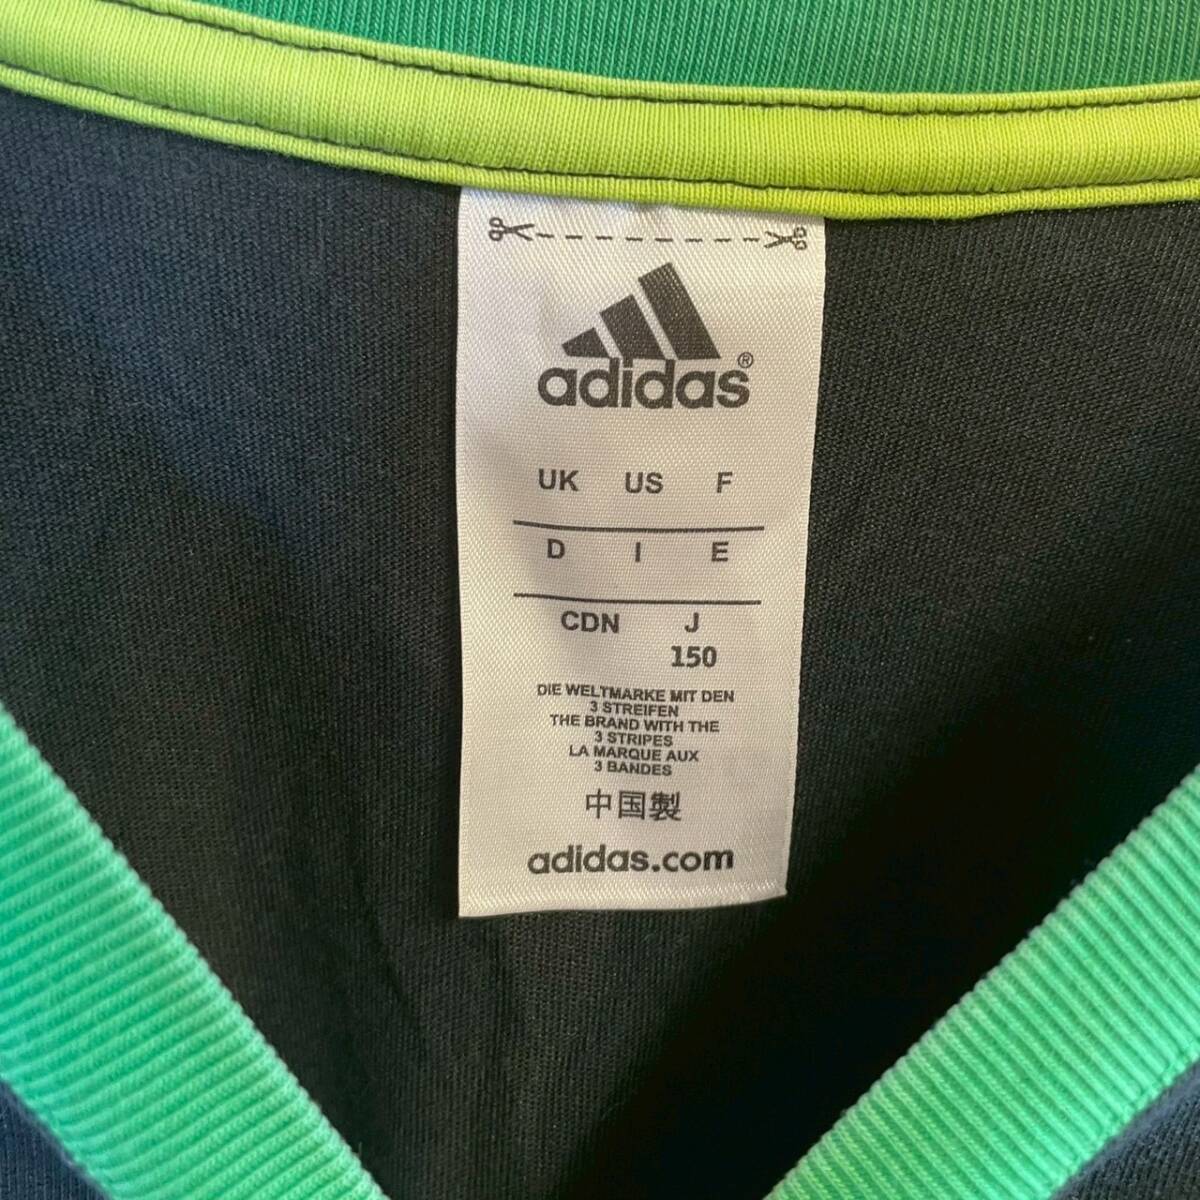 adidas®
UK US F
D I E
CDN J
150
DIE WELTMARKE MIT DEN
3 STREIFEN
THE BRAND WITH THE
3 STRIPES
LA MARQUE AUX
3 BANDES
中国製
adidas.com